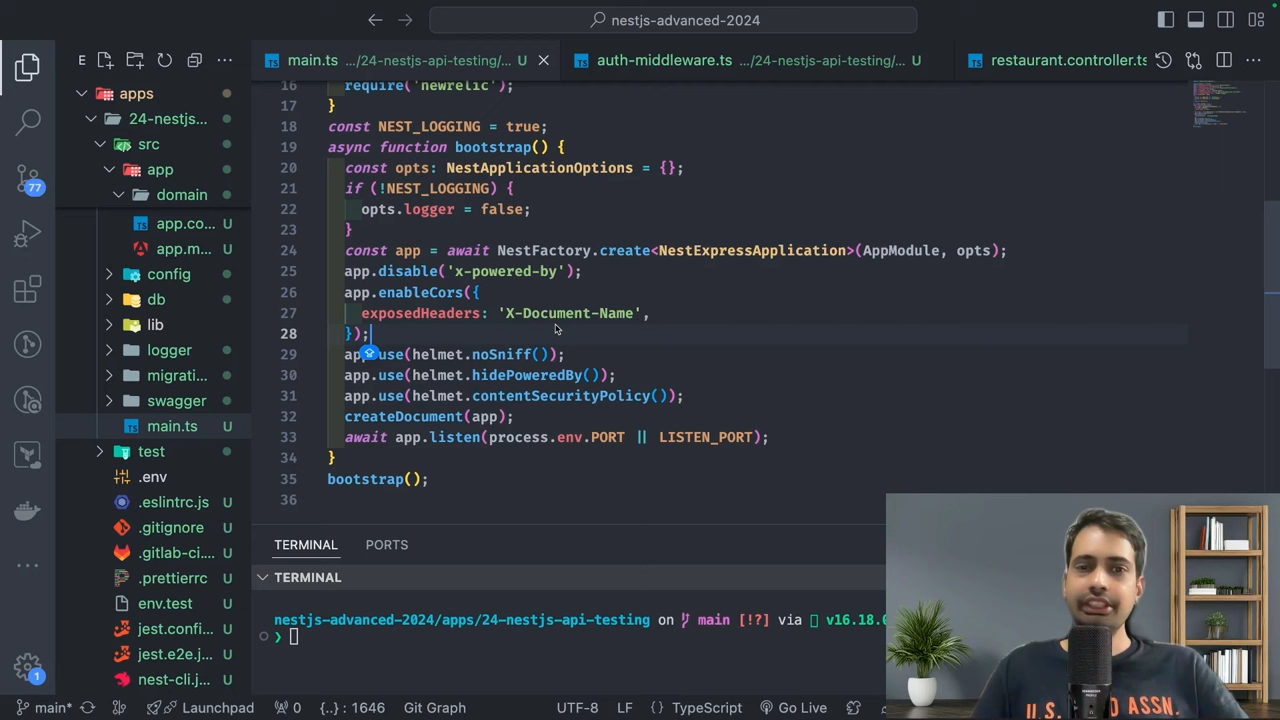 nestjs-advanced-2024
E
main.ts .../24-nestjs-api-testing/... U
auth-middleware.ts .../24-nestjs-api-testing/... U
restaurant.controller.ts
apps
24-nestjs...
src
app
domain
app.co... U
app.m... U
config
db
lib
logger
migrati...
swagger
main.ts U
test
.env
.eslintrc.js U
.gitignore U
.gitlab-ci.... U
.prettierrc U
env.test U
jest.confi... U
jest.e2e.j... U
nest-cli.j... U
77
1
16 require('newrelic');
17 }
18 const NEST_LOGGING = true;
19 async function bootstrap() {
20 const opts: NestApplicationOptions = {};
21 if (!NEST_LOGGING) {
22 opts.logger = false;
23 }
24 const app = await NestFactory.create<NestExpressApplication>(AppModule, opts);
25 app.disable('x-powered-by');
26 app.enableCors({
27 exposedHeaders: 'X-Document-Name',
28 });
29 app.use(helmet.noSniff());
30 app.use(helmet.hidePoweredBy());
31 app.use(helmet.contentSecurityPolicy());
32 createDocument(app);
33 await app.listen(process.env.PORT || LISTEN_PORT);
34 }
35 bootstrap();
36
TERMINAL PORTS
TERMINAL
nestjs-advanced-2024/apps/24-nestjs-api-testing on main [!?] via v16.18.0
❯
U.S. ASSN.
main* Launchpad 0 {..} : 1646 Git Graph UTF-8 LF TypeScript Go Live